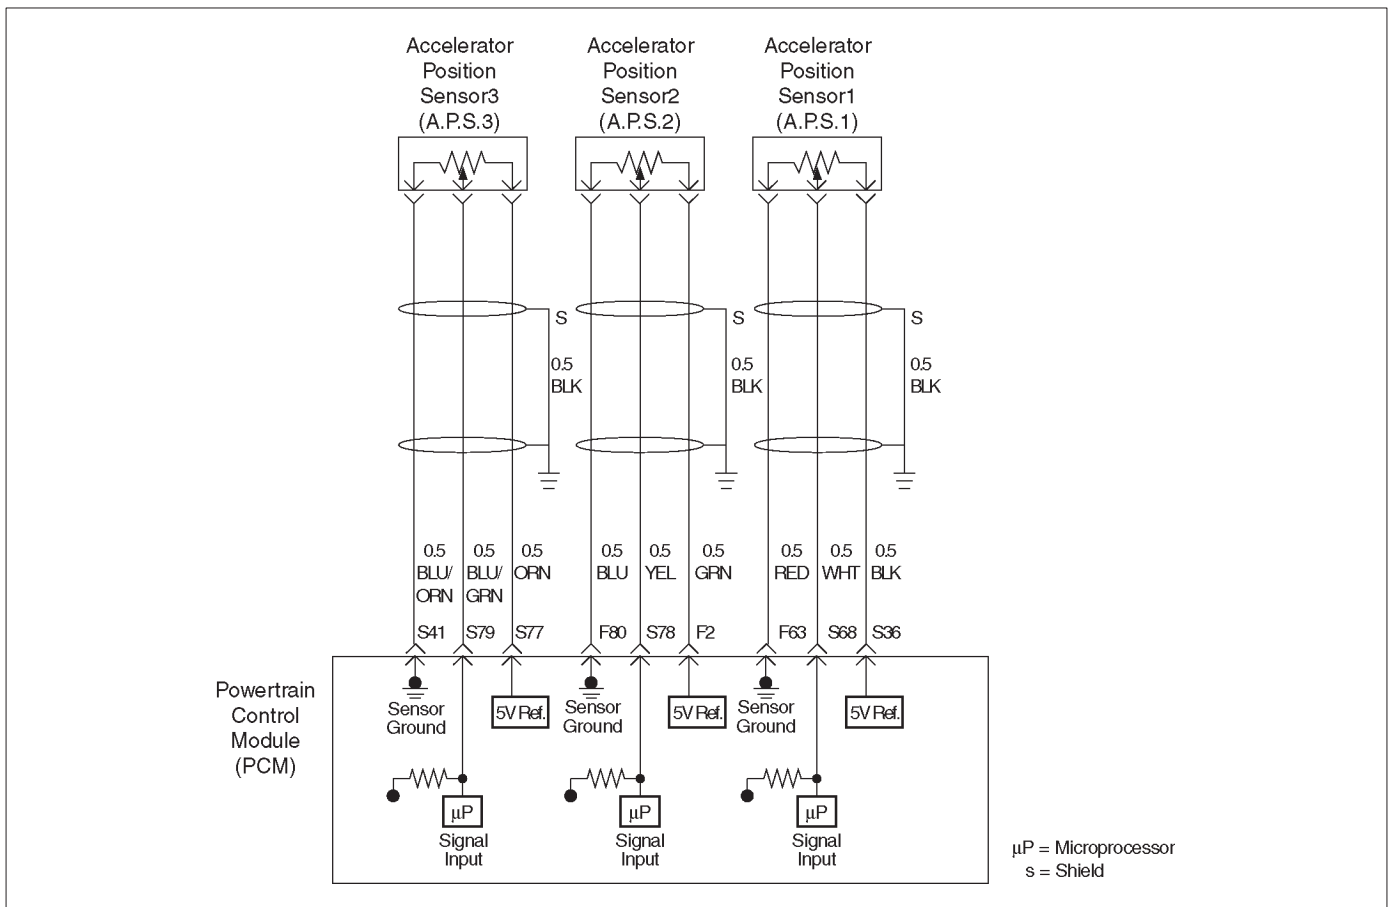 Accelerator
Position
Sensor3
(A.P.S.3)
Accelerator
Position
Sensor2
(A.P.S.2)
Accelerator
Position
Sensor1
(A.P.S.1)
S
0.5
BLK
S
0.5
BLK
S
0.5
BLK
0.5
BLU/
ORN
0.5
BLU/
GRN
0.5
ORN
0.5
BLU
0.5
YEL
0.5
GRN
0.5
RED
0.5
WHT
0.5
BLK
S41
S79
S77
F80
S78
F2
F63
S68
S36
Powertrain
Control
Module
(PCM)
Sensor
Ground
5V Ref.
Sensor
Ground
5V Ref.
Sensor
Ground
5V Ref.
μP
Signal
Input
μP
Signal
Input
μP
Signal
Input
μP = Microprocessor
s = Shield